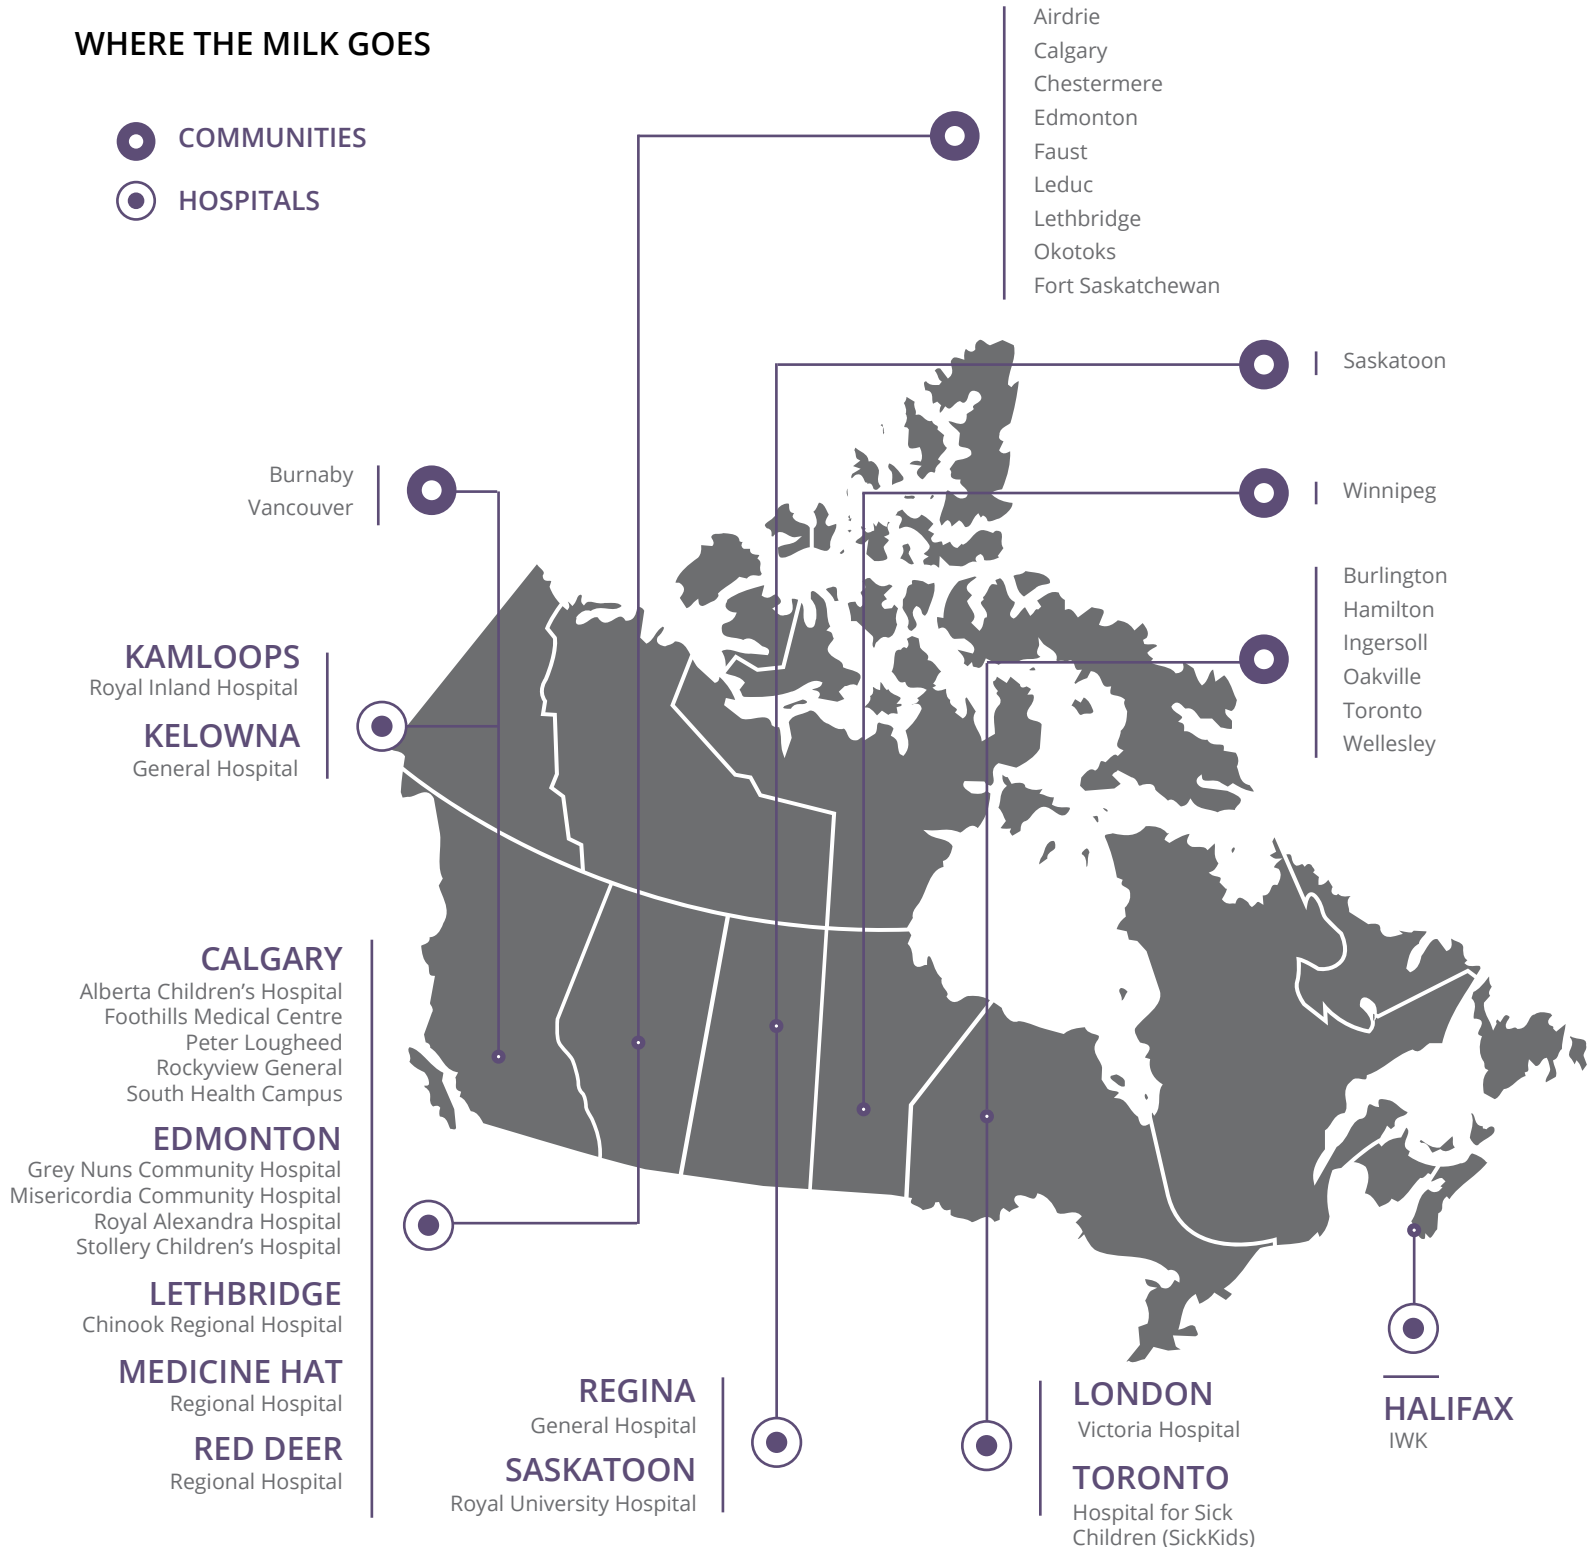 WHERE THE MILK GOES
COMMUNITIES
HOSPITALS
Airdrie
Calgary
Chestermere
Edmonton
Faust
Leduc
Lethbridge
Okotoks
Fort Saskatchewan
Saskatoon
Winnipeg
Burlington
Hamilton
Ingersoll
Oakville
Toronto
Wellesley
Burnaby
Vancouver
KAMLOOPS
Royal Inland Hospital
KELOWNA
General Hospital
CALGARY
Alberta Children’s Hospital
Foothills Medical Centre
Peter Lougheed
Rockyview General
South Health Campus
EDMONTON
Grey Nuns Community Hospital
Misericordia Community Hospital
Royal Alexandra Hospital
Stollery Children’s Hospital
LETHBRIDGE
Chinook Regional Hospital
MEDICINE HAT
Regional Hospital
RED DEER
Regional Hospital
REGINA
General Hospital
SASKATOON
Royal University Hospital
LONDON
Victoria Hospital
TORONTO
Hospital for Sick
Children (SickKids)
HALIFAX
IWK